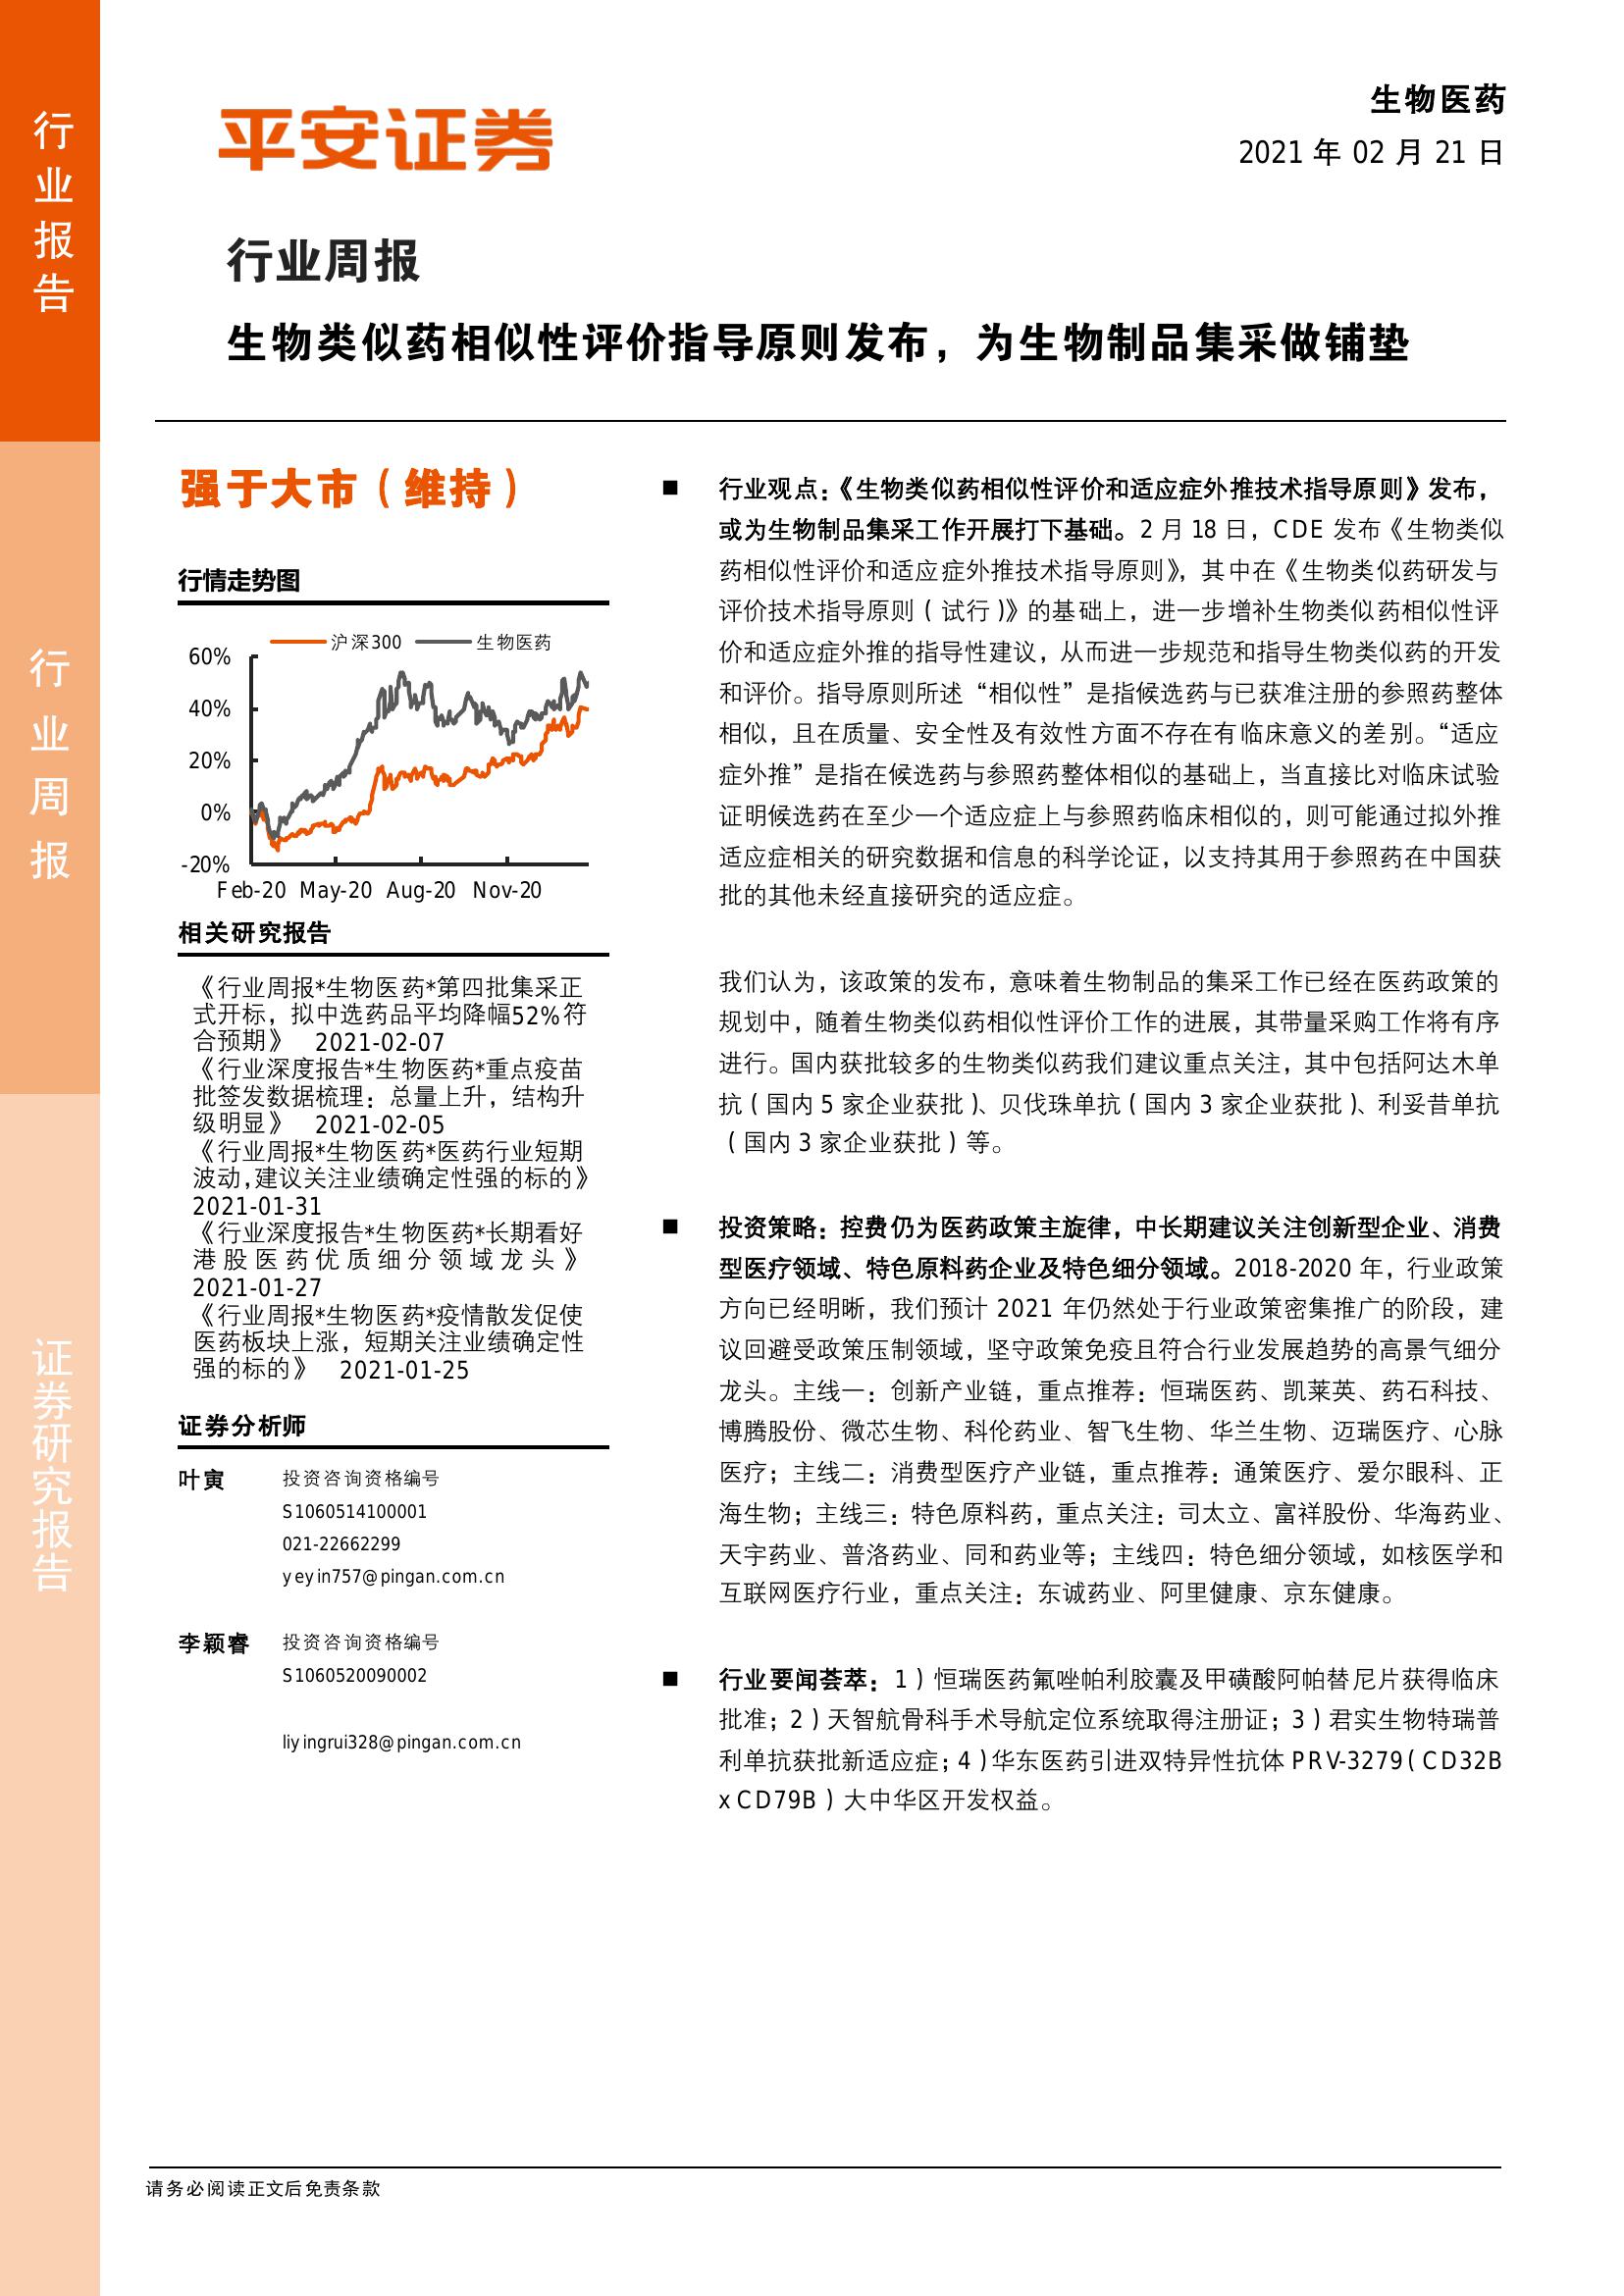 行业报告
行业周报
证券研究报告
平安证券
生物医药
2021 年 02 月 21 日
行业周报
生物类似药相似性评价指导原则发布，为生物制品集采做铺垫
强于大市（维持）
行情走势图
沪深300 生物医药
60%
40%
20%
0%
-20%
Feb-20 May-20 Aug-20 Nov-20
相关研究报告
《行业周报*生物医药*第四批集采正
式开标，拟中选药品平均降幅52%符
合预期》 2021-02-07
《行业深度报告*生物医药*重点疫苗
批签发数据梳理：总量上升，结构升
级明显》 2021-02-05
《行业周报*生物医药*医药行业短期
波动,建议关注业绩确定性强的标的》
2021-01-31
《行业深度报告*生物医药*长期看好
港股医药优质细分领域龙头》
2021-01-27
《行业周报*生物医药*疫情散发促使
医药板块上涨，短期关注业绩确定性
强的标的》 2021-01-25
证券分析师
叶寅 投资咨询资格编号
S1060514100001
021-22662299
yeyin757@pingan.com.cn
李颖睿 投资咨询资格编号
S1060520090002
liyingrui328@pingan.com.cn
■ 行业观点：《生物类似药相似性评价和适应症外推技术指导原则》发布，
或为生物制品集采工作开展打下基础。2 月 18 日，CDE 发布《生物类似
药相似性评价和适应症外推技术指导原则》，其中在《生物类似药研发与
评价技术指导原则（试行）》的基础上，进一步增补生物类似药相似性评
价和适应症外推的指导性建议，从而进一步规范和指导生物类似药的开发
和评价。指导原则所述“相似性”是指候选药与已获准注册的参照药整体
相似，且在质量、安全性及有效性方面不存在有临床意义的差别。“适应
症外推”是指在候选药与参照药整体相似的基础上，当直接比对临床试验
证明候选药在至少一个适应症上与参照药临床相似的，则可能通过拟外推
适应症相关的研究数据和信息的科学论证，以支持其用于参照药在中国获
批的其他未经直接研究的适应症。
我们认为，该政策的发布，意味着生物制品的集采工作已经在医药政策的
规划中，随着生物类似药相似性评价工作的进展，其带量采购工作将有序
进行。国内获批较多的生物类似药我们建议重点关注，其中包括阿达木单
抗（国内 5 家企业获批）、贝伐珠单抗（国内 3 家企业获批）、利妥昔单抗
（国内 3 家企业获批）等。
■ 投资策略：控费仍为医药政策主旋律，中长期建议关注创新型企业、消费
型医疗领域、特色原料药企业及特色细分领域。2018-2020 年，行业政策
方向已经明晰，我们预计 2021 年仍然处于行业政策密集推广的阶段，建
议回避受政策压制领域，坚守政策免疫且符合行业发展趋势的高景气细分
龙头。主线一：创新产业链，重点推荐：恒瑞医药、凯莱英、药石科技、
博腾股份、微芯生物、科伦药业、智飞生物、华兰生物、迈瑞医疗、心脉
医疗；主线二：消费型医疗产业链，重点推荐：通策医疗、爱尔眼科、正
海生物；主线三：特色原料药，重点关注：司太立、富祥股份、华海药业、
天宇药业、普洛药业、同和药业等；主线四：特色细分领域，如核医学和
互联网医疗行业，重点关注：东诚药业、阿里健康、京东健康。
■ 行业要闻荟萃：1）恒瑞医药氟唑帕利胶囊及甲磺酸阿帕替尼片获得临床
批准；2）天智航骨科手术导航定位系统取得注册证；3）君实生物特瑞普
利单抗获批新适应症；4）华东医药引进双特异性抗体 PRV-3279（CD32B
x CD79B）大中华区开发权益。
请务必阅读正文后免责条款